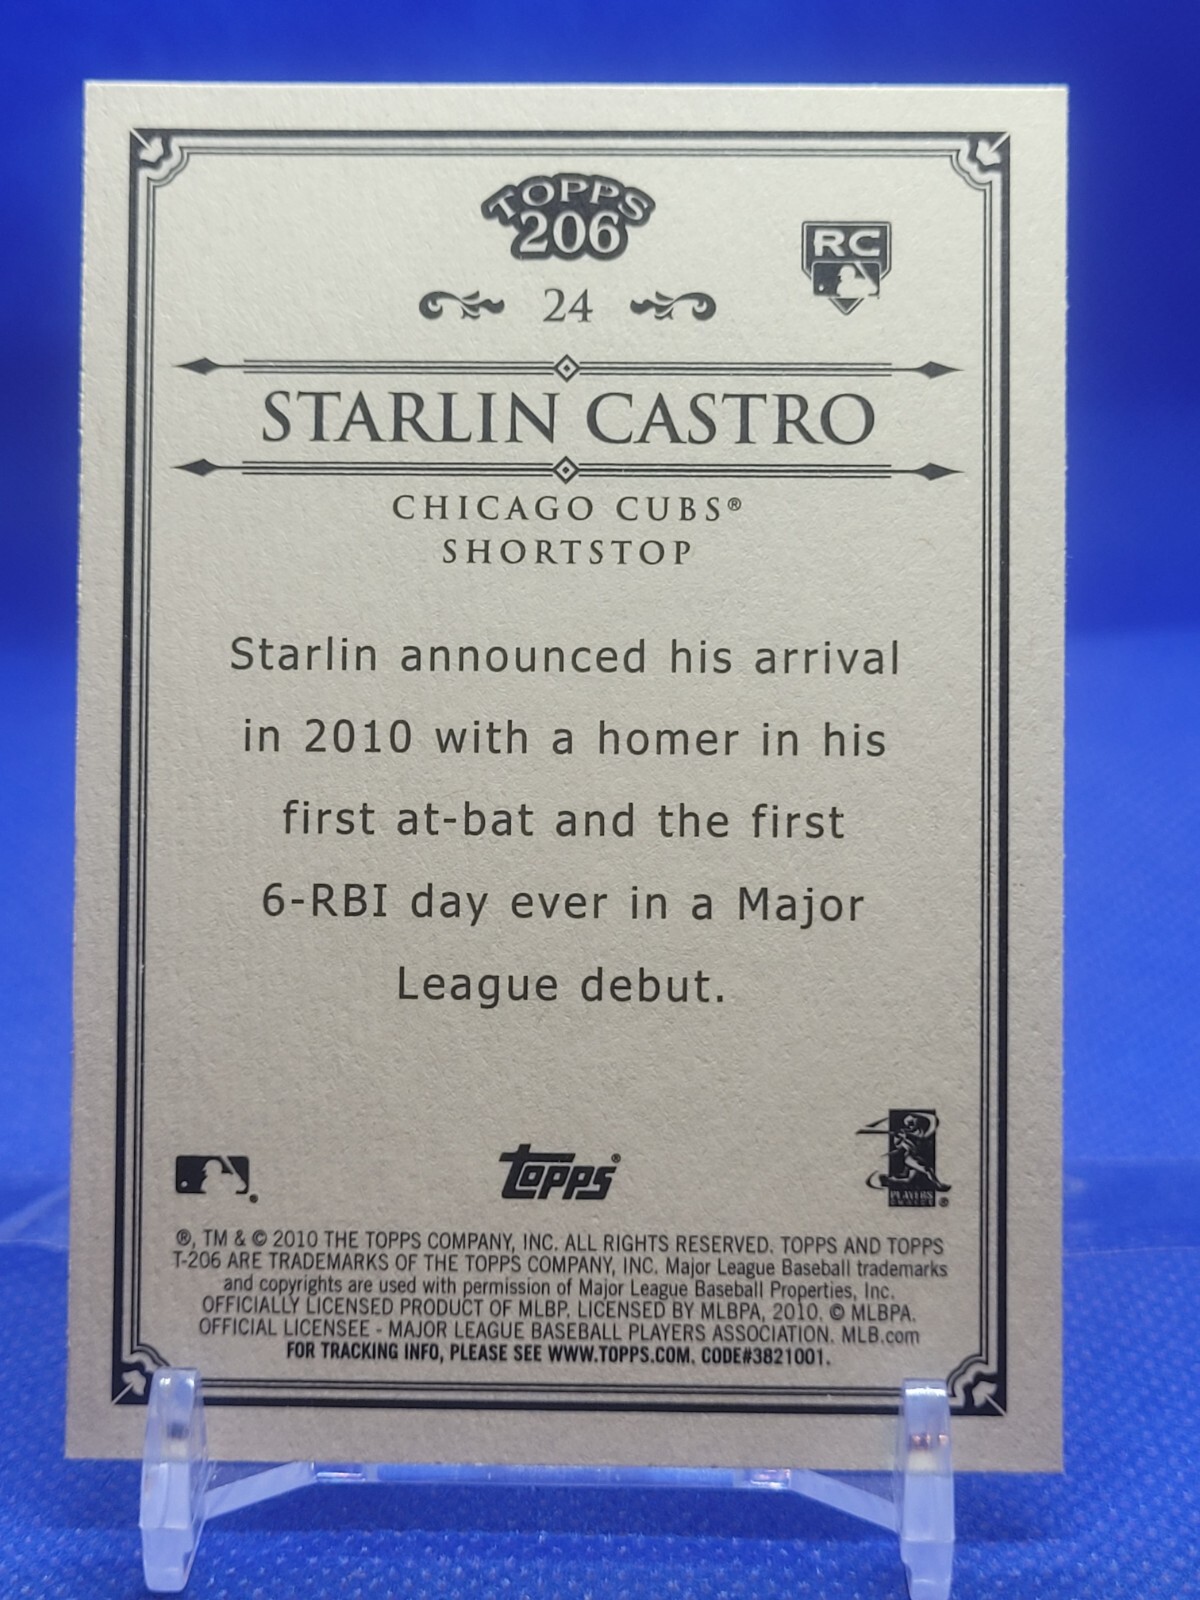 TOPPS
206
RC
24
STARLIN CASTRO
CHICAGO CUBS®
SHORTSTOP
Starlin announced his arrival
in 2010 with a homer in his
first at-bat and the first
6-RBI day ever in a Major
League debut.
topps®
PLAYERS
CHOICE ®
®, TM & © 2010 THE TOPPS COMPANY, INC. ALL RIGHTS RESERVED. TOPPS AND TOPPS
T-206 ARE TRADEMARKS OF THE TOPPS COMPANY, INC. Major League Baseball trademarks
and copyrights are used with permission of Major League Baseball Properties, Inc.
OFFICIALLY LICENSED PRODUCT OF MLBP. LICENSED BY MLBPA, 2010. © MLBPA.
OFFICIAL LICENSEE - MAJOR LEAGUE BASEBALL PLAYERS ASSOCIATION. MLB.com
FOR TRACKING INFO, PLEASE SEE WWW.TOPPS.COM. CODE#3821001.